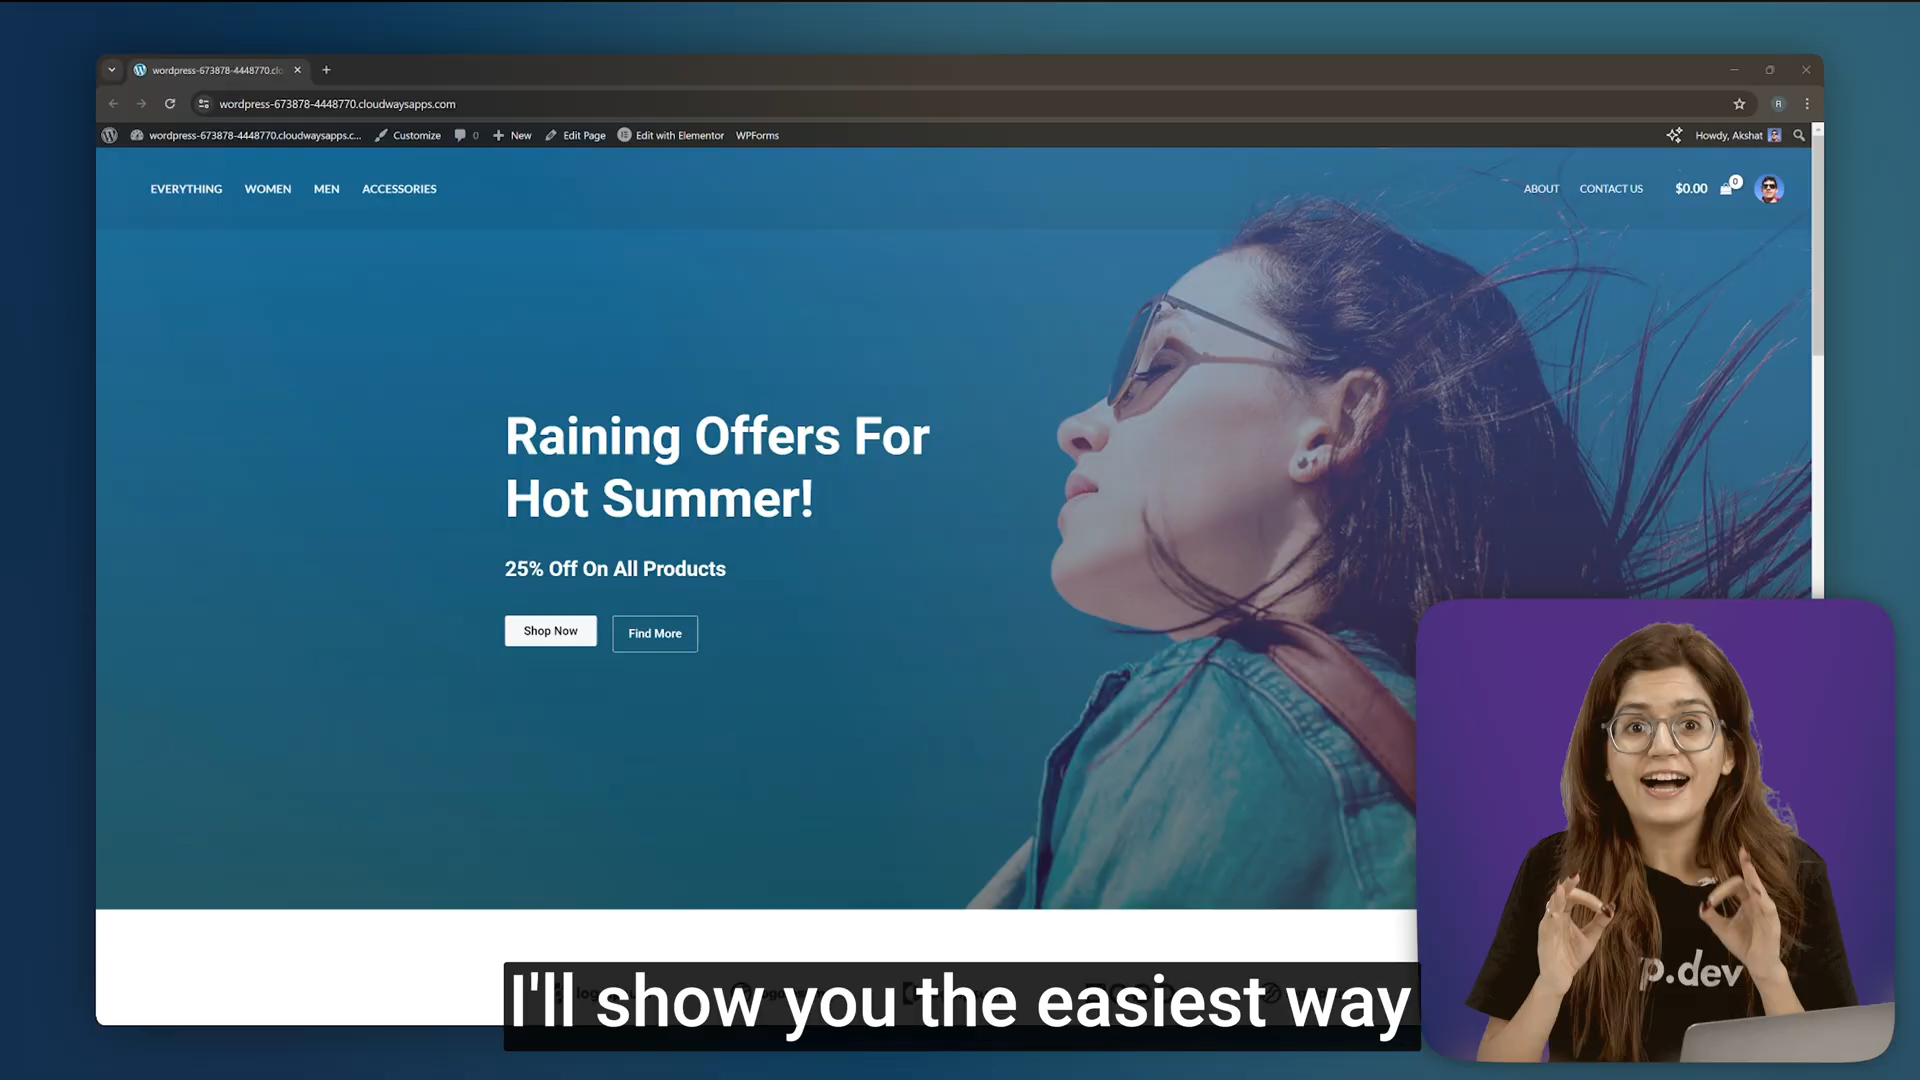 wordpress-673878-4448770.clo
wordpress-673878-4448770.cloudwaysapps.com
R
wordpress-673878-4448770.cloudwaysapps.c...
Customize
0
New
Edit Page
Edit with Elementor
WPForms
Howdy, Akshat
EVERYTHING
WOMEN
MEN
ACCESSORIES
ABOUT
CONTACT US
$0.00
0
Raining Offers For
Hot Summer!
25% Off On All Products
Shop Now
Find More
p.dev
I'll show you the easiest way